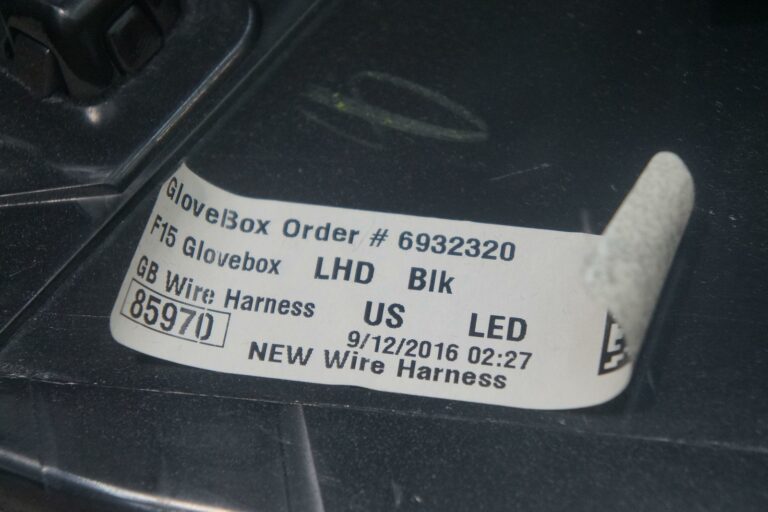 GloveBox Order # 6932320
F15 Glovebox LHD Blk
GB Wire Harness US LED
85970 9/12/2016 02:27
NEW Wire Harness